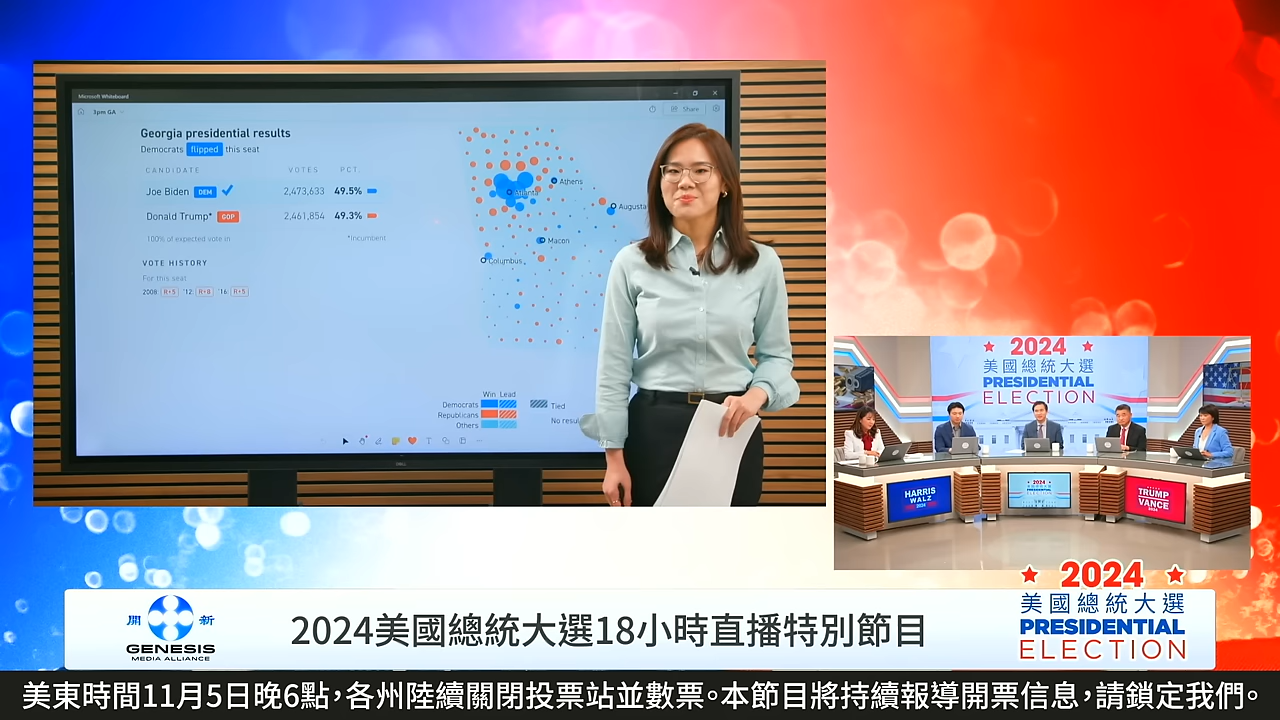 Microsoft Whiteboard
3pm GA
Share
Georgia presidential results
Democrats flipped this seat
CANDIDATE VOTES PCT.
Joe Biden DEM 2,473,633 49.5%
Donald Trump* GOP 2,461,854 49.3%
100% of expected vote in *Incumbent
VOTE HISTORY
For this seat
2008: R+5 '12: R+8 '16: R+5
Atlanta
Athens
Augusta
Macon
Columbus
Win Lead
Democrats
Tied
Republicans
No resul
Others
DELL
2024
美國總統大選
PRESIDENTIAL
ELECTION
HARRIS
WALZ
2024
2024
PRESIDENTIAL
ELECTION
TRUMP
VANCE
2024
開 新
GENESIS
MEDIA ALLIANCE
2024美國總統大選18小時直播特別節目
2024
美國總統大選
PRESIDENTIAL
ELECTION
美東時間11月5日晚6點，各州陸續關閉投票站並數票。本節目將持續報導開票信息，請鎖定我們。